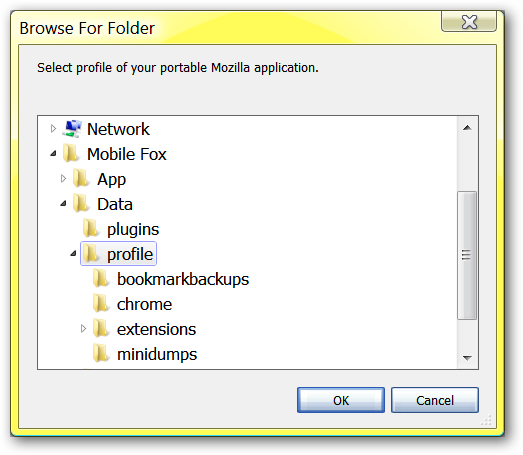 Browse For Folder
Select profile of your portable Mozilla application.
Network
Mobile Fox
App
Data
plugins
profile
bookmarkbackups
chrome
extensions
minidumps
OK Cancel